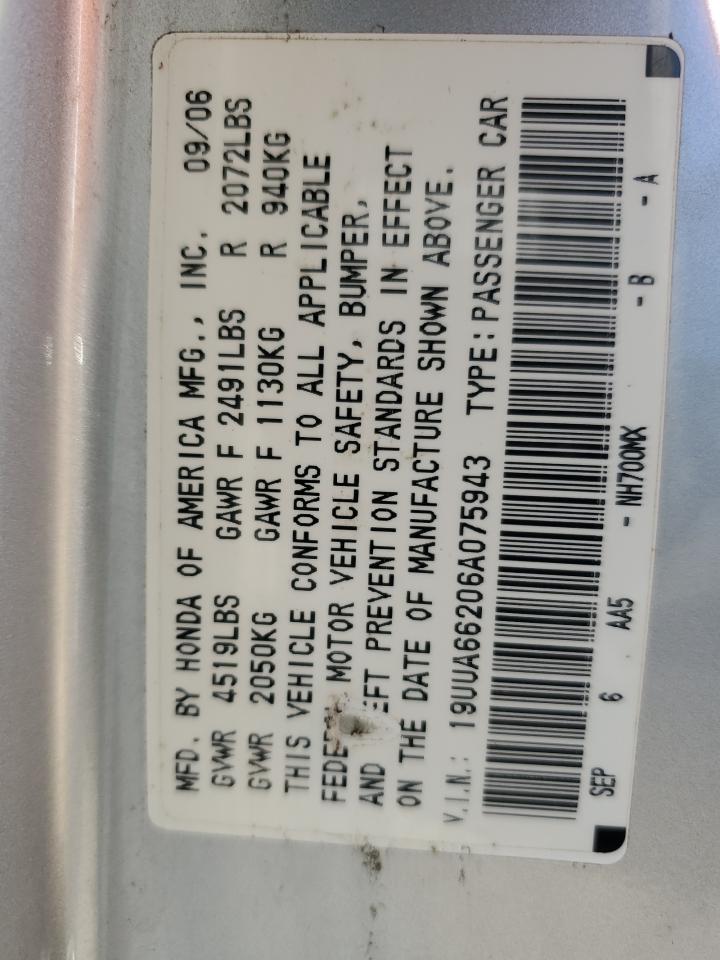 MFD. BY HONDA OF AMERICA MFG., INC. 09/06
GVWR 4519LBS GAWR F 2491LBS R 2072LBS
GVWR 2050KG GAWR F 1130KG R 940KG
THIS VEHICLE CONFORMS TO ALL APPLICABLE
MOTOR VEHICLE SAFETY, BUMPER,
AND PREVENTION STANDARDS IN EFFECT
ON THE DATE OF MANUFACTURE SHOWN ABOVE.
V.I.N.: 19UUA66206A075943 TYPE: PASSENGER CAR
SEP 6 AA5 - NH700MX - B - A